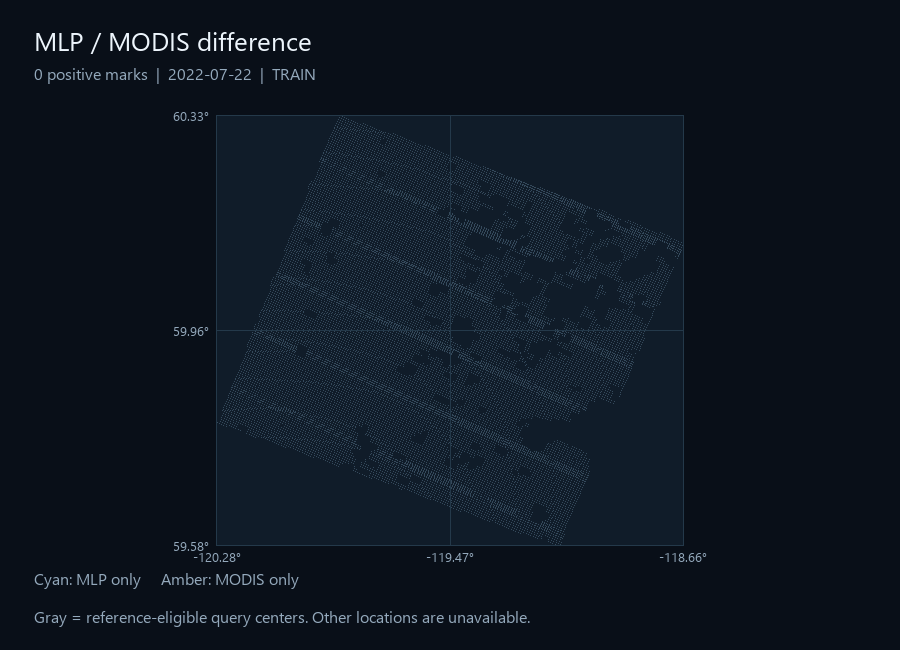 MLP / MODIS difference
0 positive marks | 2022-07-22 | TRAIN
60.33°
59.96°
59.58°
-120.28° -119.47° -118.66°
Cyan: MLP only Amber: MODIS only
Gray = reference-eligible query centers. Other locations are unavailable.